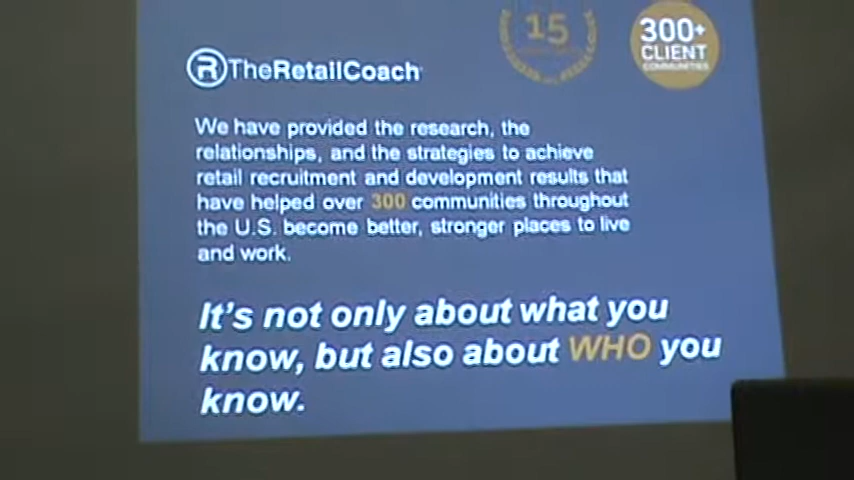 15
300+
CLIENT
COMMUNITIES
R TheRetailCoach
We have provided the research, the
relationships, and the strategies to achieve
retail recruitment and development results that
have helped over 300 communities throughout
the U.S. become better, stronger places to live
and work.
It's not only about what you
know, but also about WHO you
know.